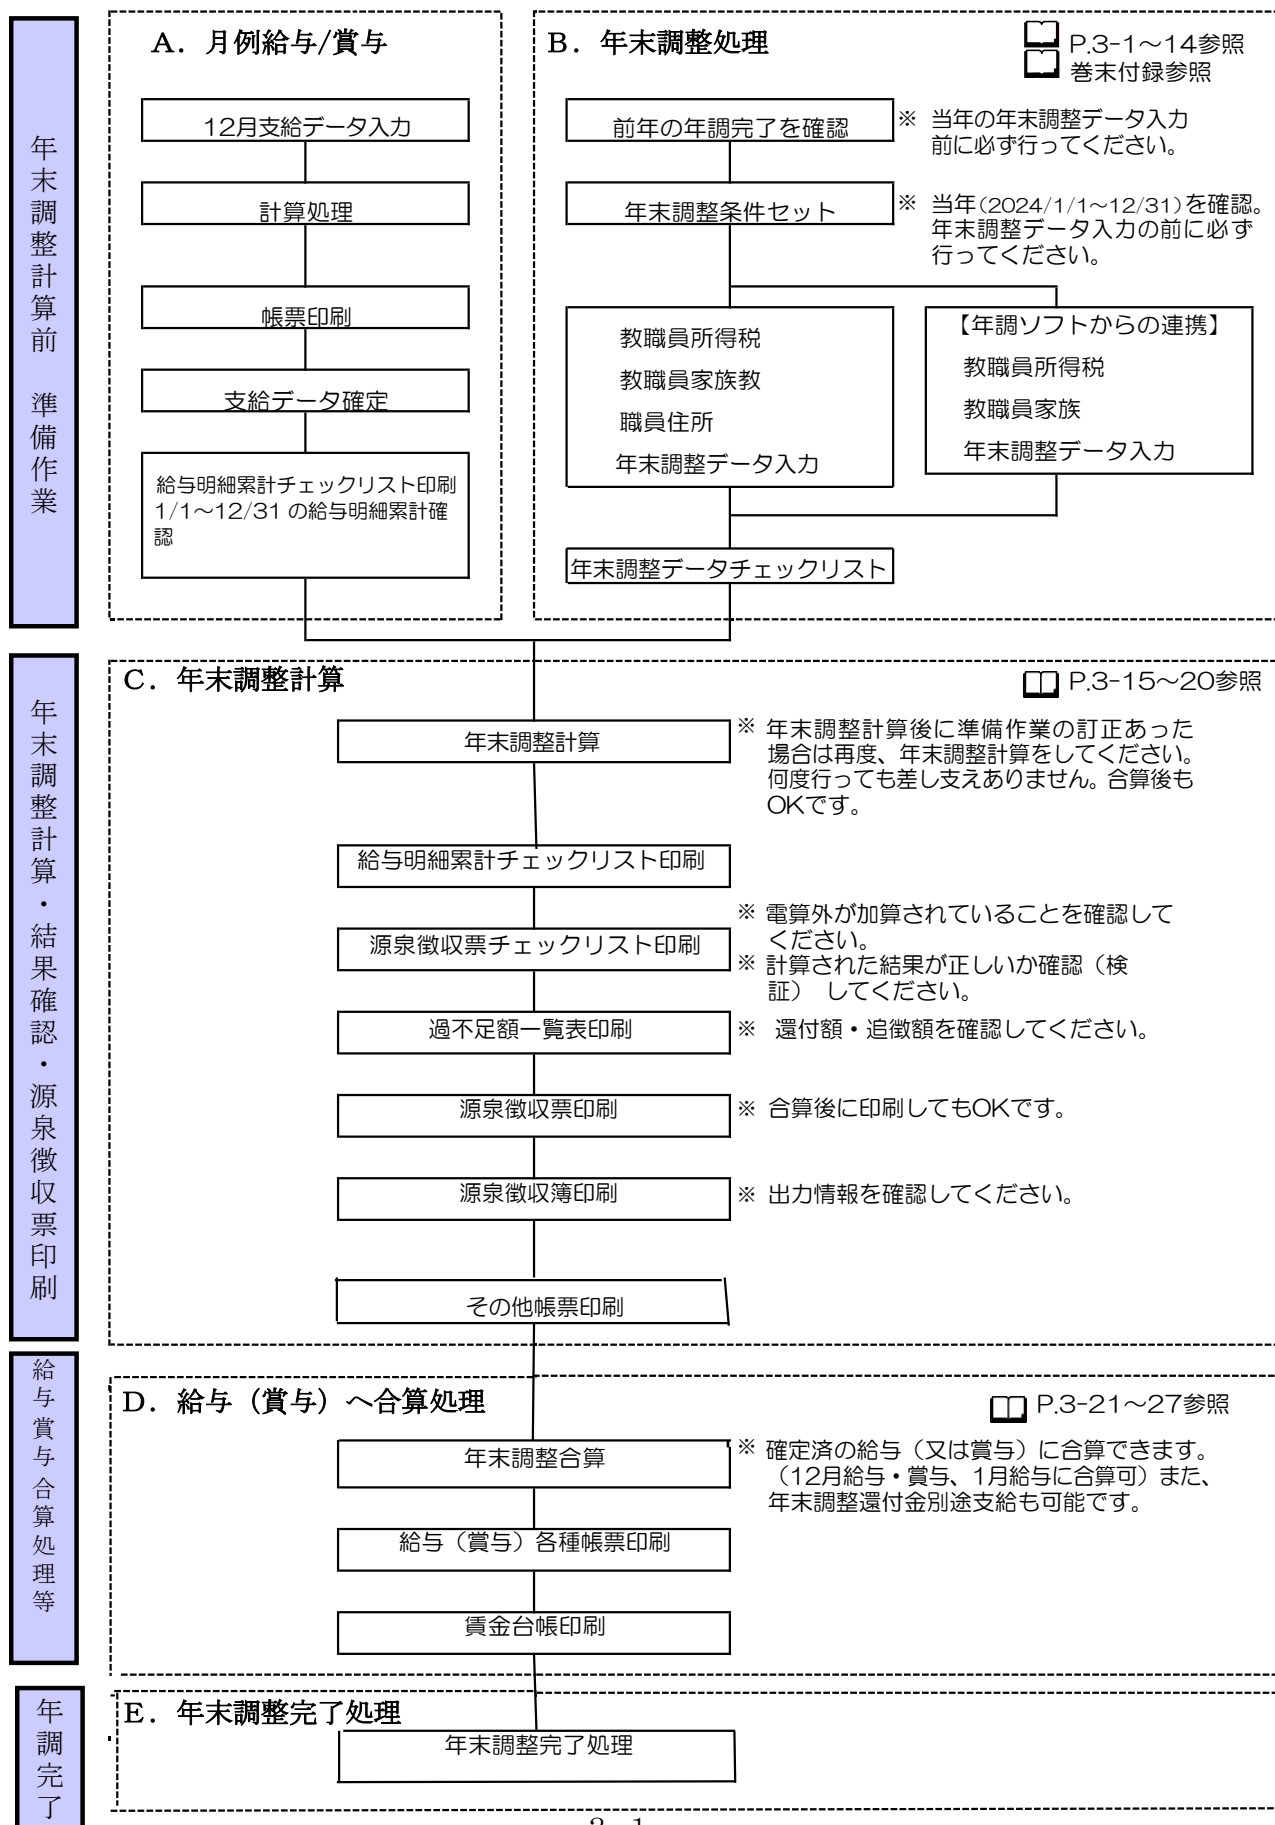 年末調整計算前 準備作業
A．月例給与/賞与
12月支給データ入力
計算処理
帳票印刷
支給データ確定
給与明細累計チェックリスト印刷
1/1～12/31 の給与明細累計確
認
B．年末調整処理
P.3-1～14参照
巻末付録参照
前年の年調完了を確認
※ 当年の年末調整データ入力
前に必ず行ってください。
年末調整条件セット
※ 当年(2024/1/1～12/31)を確認。
年末調整データ入力の前に必ず
行ってください。
教職員所得税
教職員家族教
職員住所
年末調整データ入力
【年調ソフトからの連携】
教職員所得税
教職員家族
年末調整データ入力
年末調整データチェックリスト
年末調整計算・結果確認・源泉徴収票印刷
C．年末調整計算
P.3-15～20参照
年末調整計算
※ 年末調整計算後に準備作業の訂正あった
場合は再度、年末調整計算をしてください。
何度行っても差し支えありません。合算後も
OKです。
給与明細累計チェックリスト印刷
源泉徴収票チェックリスト印刷
※ 電算外が加算されていることを確認して
ください。
※ 計算された結果が正しいか確認（検
証） してください。
過不足額一覧表印刷
※ 還付額・追徴額を確認してください。
源泉徴収票印刷
※ 合算後に印刷してもOKです。
源泉徴収簿印刷
※ 出力情報を確認してください。
その他帳票印刷
給与賞与合算処理等
D．給与（賞与）へ合算処理
P.3-21～27参照
年末調整合算
※ 確定済の給与（又は賞与）に合算できます。
（12月給与・賞与、1月給与に合算可）また、
年末調整還付金別途支給も可能です。
給与（賞与）各種帳票印刷
賃金台帳印刷
年調完了
E．年末調整完了処理
年末調整完了処理
3-1